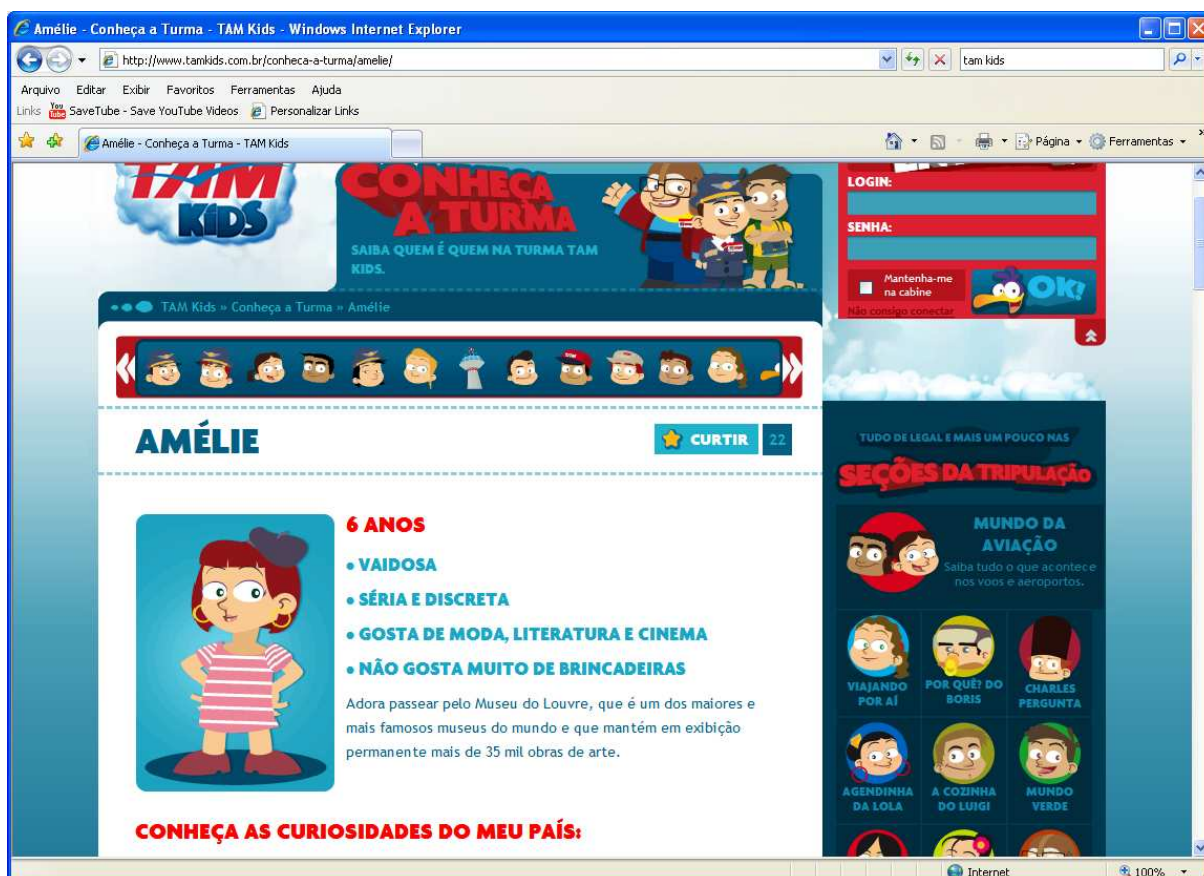 Amélie - Conheça a Turma - TAM Kids - Windows Internet Explorer
http://www.tamkids.com.br/conheca-a-turma/amelie/
tam kids
Arquivo Editar Exibir Favoritos Ferramentas Ajuda
Links You Tube SaveTube - Save YouTube Videos Personalizar Links
Amélie - Conheça a Turma - TAM Kids
Página Ferramentas
TAM
KIDS
CONHEÇA
A TURMA
SAIBA QUEM É QUEM NA TURMA TAM
KIDS.
LOGIN:
SENHA:
Mantenha-me
na cabine
OK!
Não consigo conectar
TAM Kids » Conheça a Turma » Amélie
AMÉLIE
CURTIR 22
6 ANOS
• VAIDOSA
• SÉRIA E DISCRETA
• GOSTA DE MODA, LITERATURA E CINEMA
• NÃO GOSTA MUITO DE BRINCADEIRAS
Adora passear pelo Museu do Louvre, que é um dos maiores e
mais famosos museus do mundo e que mantém em exibição
permanente mais de 35 mil obras de arte.
CONHEÇA AS CURIOSIDADES DO MEU PAÍS:
TUDO DE LEGAL E MAIS UM POUCO NAS
SEÇÕES DA TRIPULAÇÃO
MUNDO DA
AVIAÇÃO
Saiba tudo o que acontece
nos voos e aeroportos.
VIAJANDO
POR AÍ
POR QUÊ? DO
BORIS
CHARLES
PERGUNTA
AGENDINHA
DA LOLA
A COZINHA
DO LUIGI
MUNDO
VERDE
Internet
100%